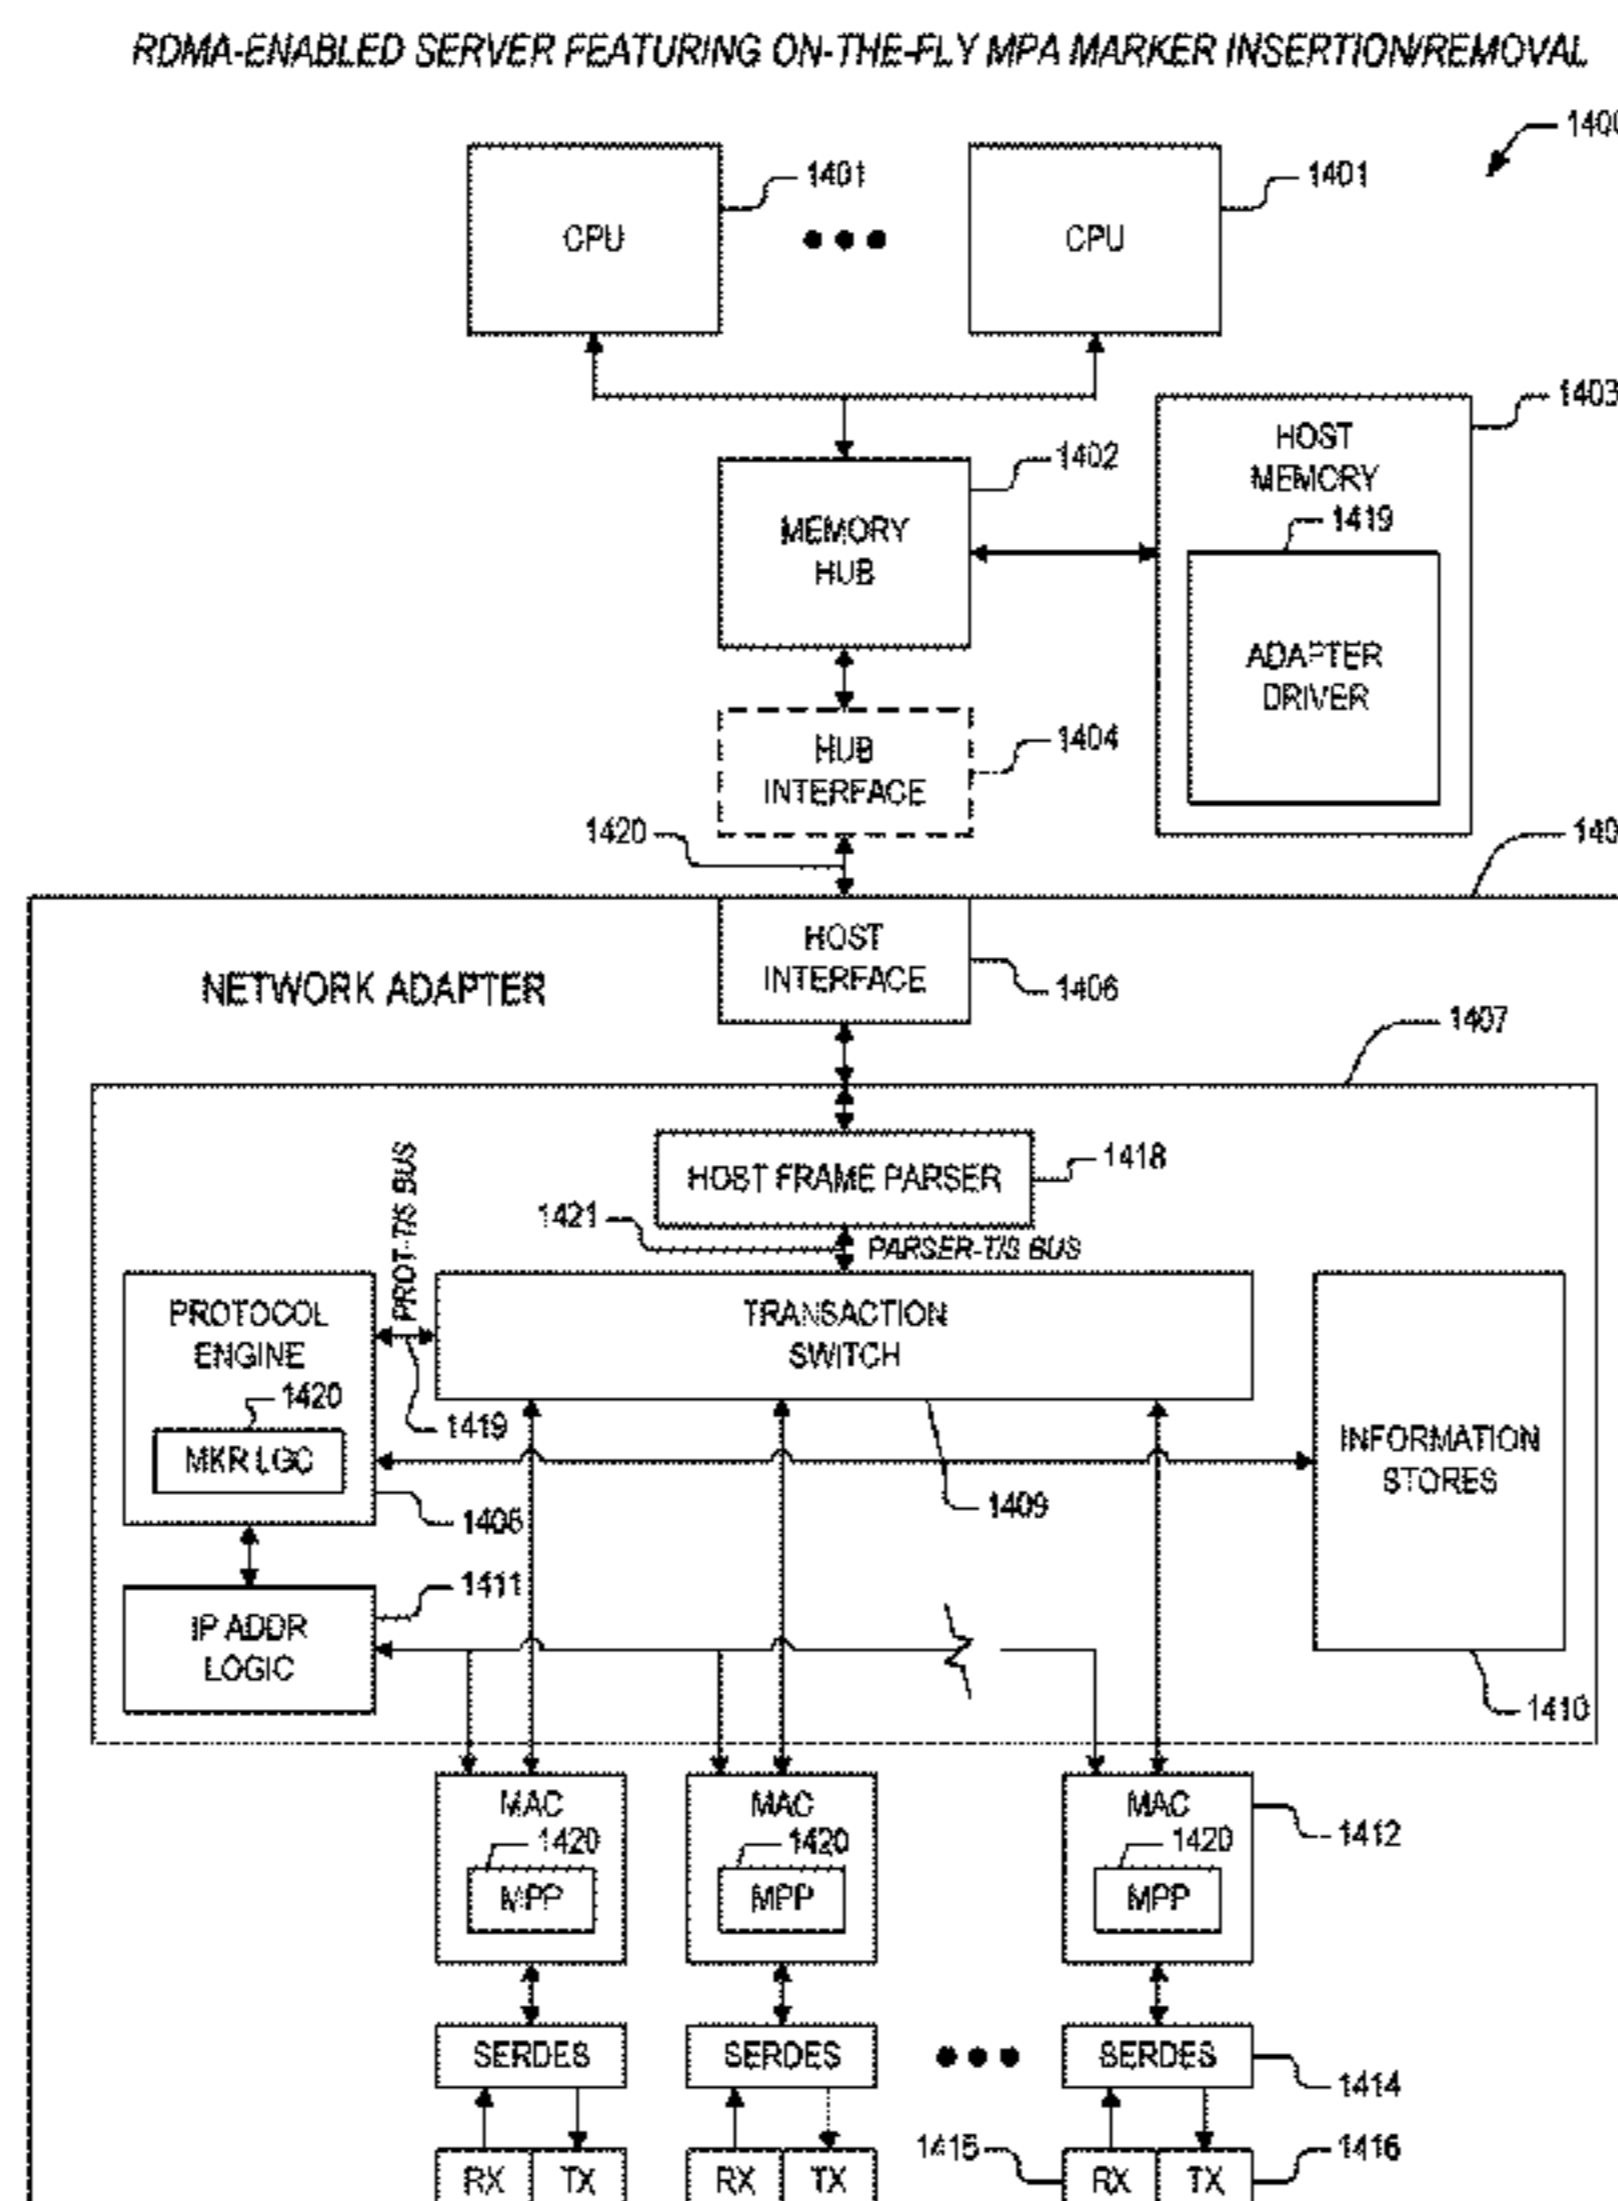 RDMA-ENABLED SERVER FEATURING ON-THE-FLY MPA MARKER INSERTION/REMOVAL
1400
1401
1401
CPU
CPU
1403
HOST
MEMORY
1402
1419
MEMORY
HUB
ADAPTER
DRIVER
HUB
INTERFACE
1404
1420
140
HOST
INTERFACE
NETWORK ADAPTER
1406
1407
HOST FRAME PARSER
1418
1421
PARSER-T/S BUS
PROT-T/S BUS
PROTOCOL
ENGINE
TRANSACTION
SWITCH
1420
1419
MKR LGC
INFORMATION
STORES
1409
1408
1411
IP ADDR
LOGIC
1410
MAC
MAC
MAC
1420
1420
1420
1412
MPP
MPP
MPP
SERDES
SERDES
SERDES
1414
1415
1416
RX
TX
RX
TX
RX
TX